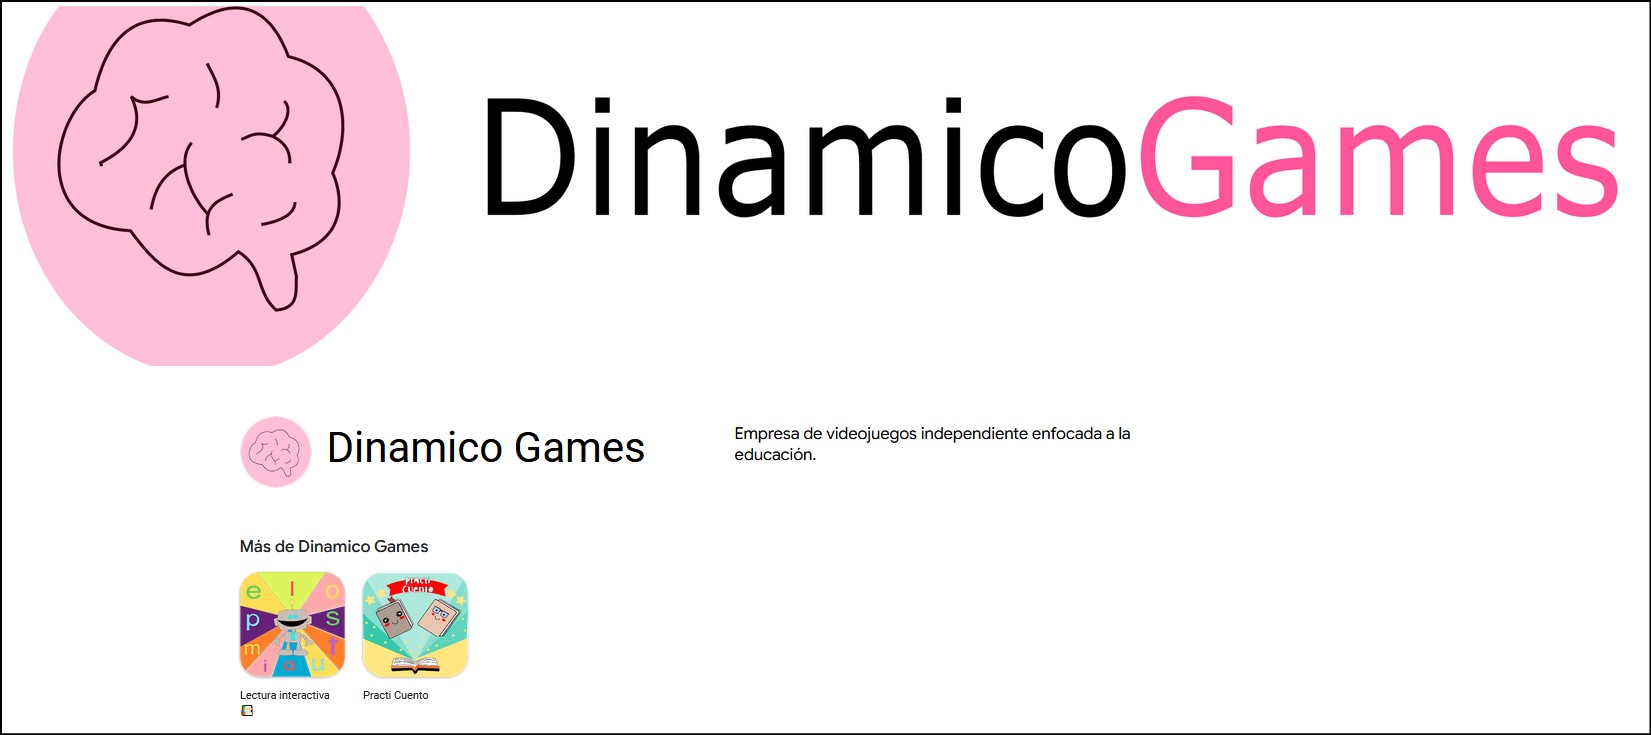 DinamicoGames
Dinamico Games
Empresa de videojuegos independiente enfocada a la
educación.
Más de Dinamico Games
e l o
p s
m t
i a u
Practi
Cuento
Lectura interactiva
Practi Cuento